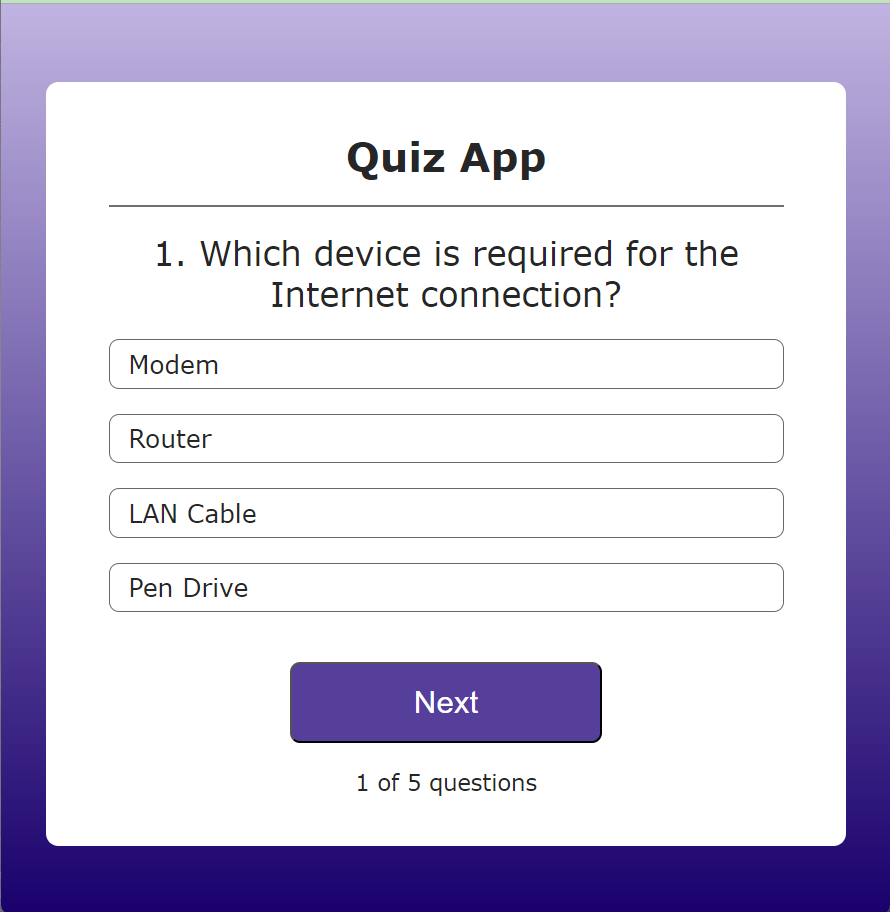 Quiz App
1. Which device is required for the
Internet connection?
Modem
Router
LAN Cable
Pen Drive
Next
1 of 5 questions